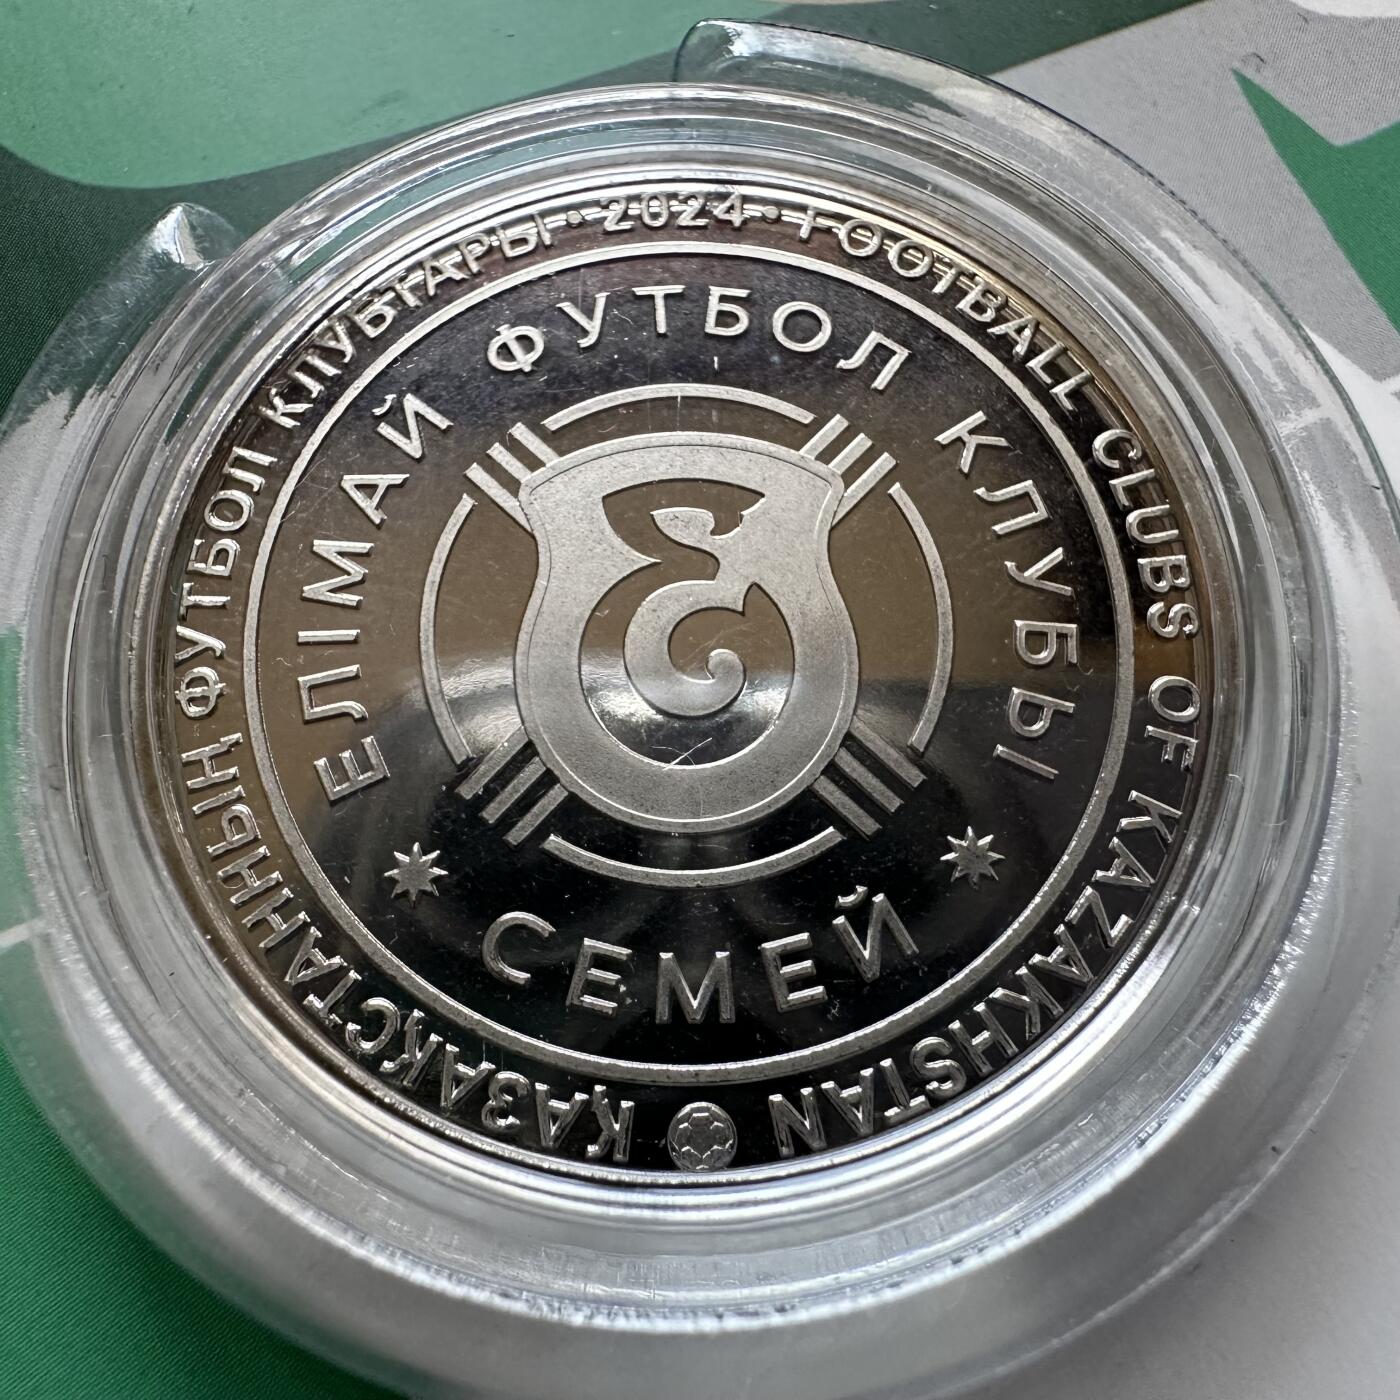 ҚАЗАҚСТАННЫҢ ФУТБОЛ КЛУБТАРЫ • 2024 • FOOTBALL CLUBS OF KAZAKHSTAN
ЕЛІМАЙ ФУТБОЛ КЛУБЫ
Е
СЕМЕЙ